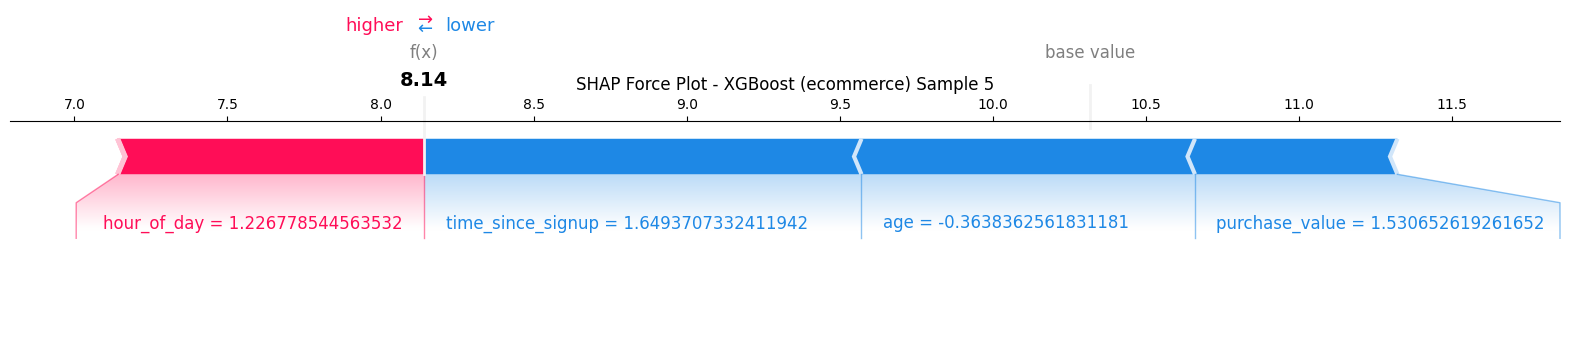 higher ⇄ lower
f(x) base value
8.14
SHAP Force Plot - XGBoost (ecommerce) Sample 5
7.0 7.5 8.0 8.5 9.0 9.5 10.0 10.5 11.0 11.5
hour_of_day = 1.226778544563532 time_since_signup = 1.6493707332411942 age = -0.3638362561831181 purchase_value = 1.530652619261652